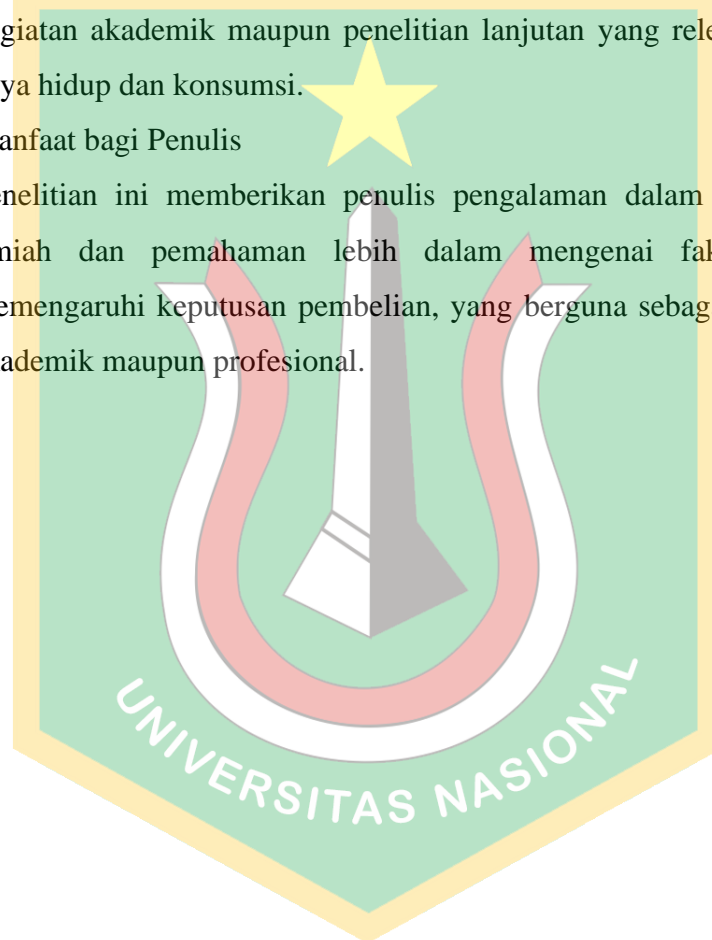 giatan akademik maupun penelitian lanjutan yang rele
ya hidup dan konsumsi.
anfaat bagi Penulis
enelitian ini memberikan penulis pengalaman dalam
miah dan pemahaman lebih dalam mengenai fak
emengaruhi keputusan pembelian, yang berguna sebag
ademik maupun profesional.
UNIVERSITAS NASIONAL